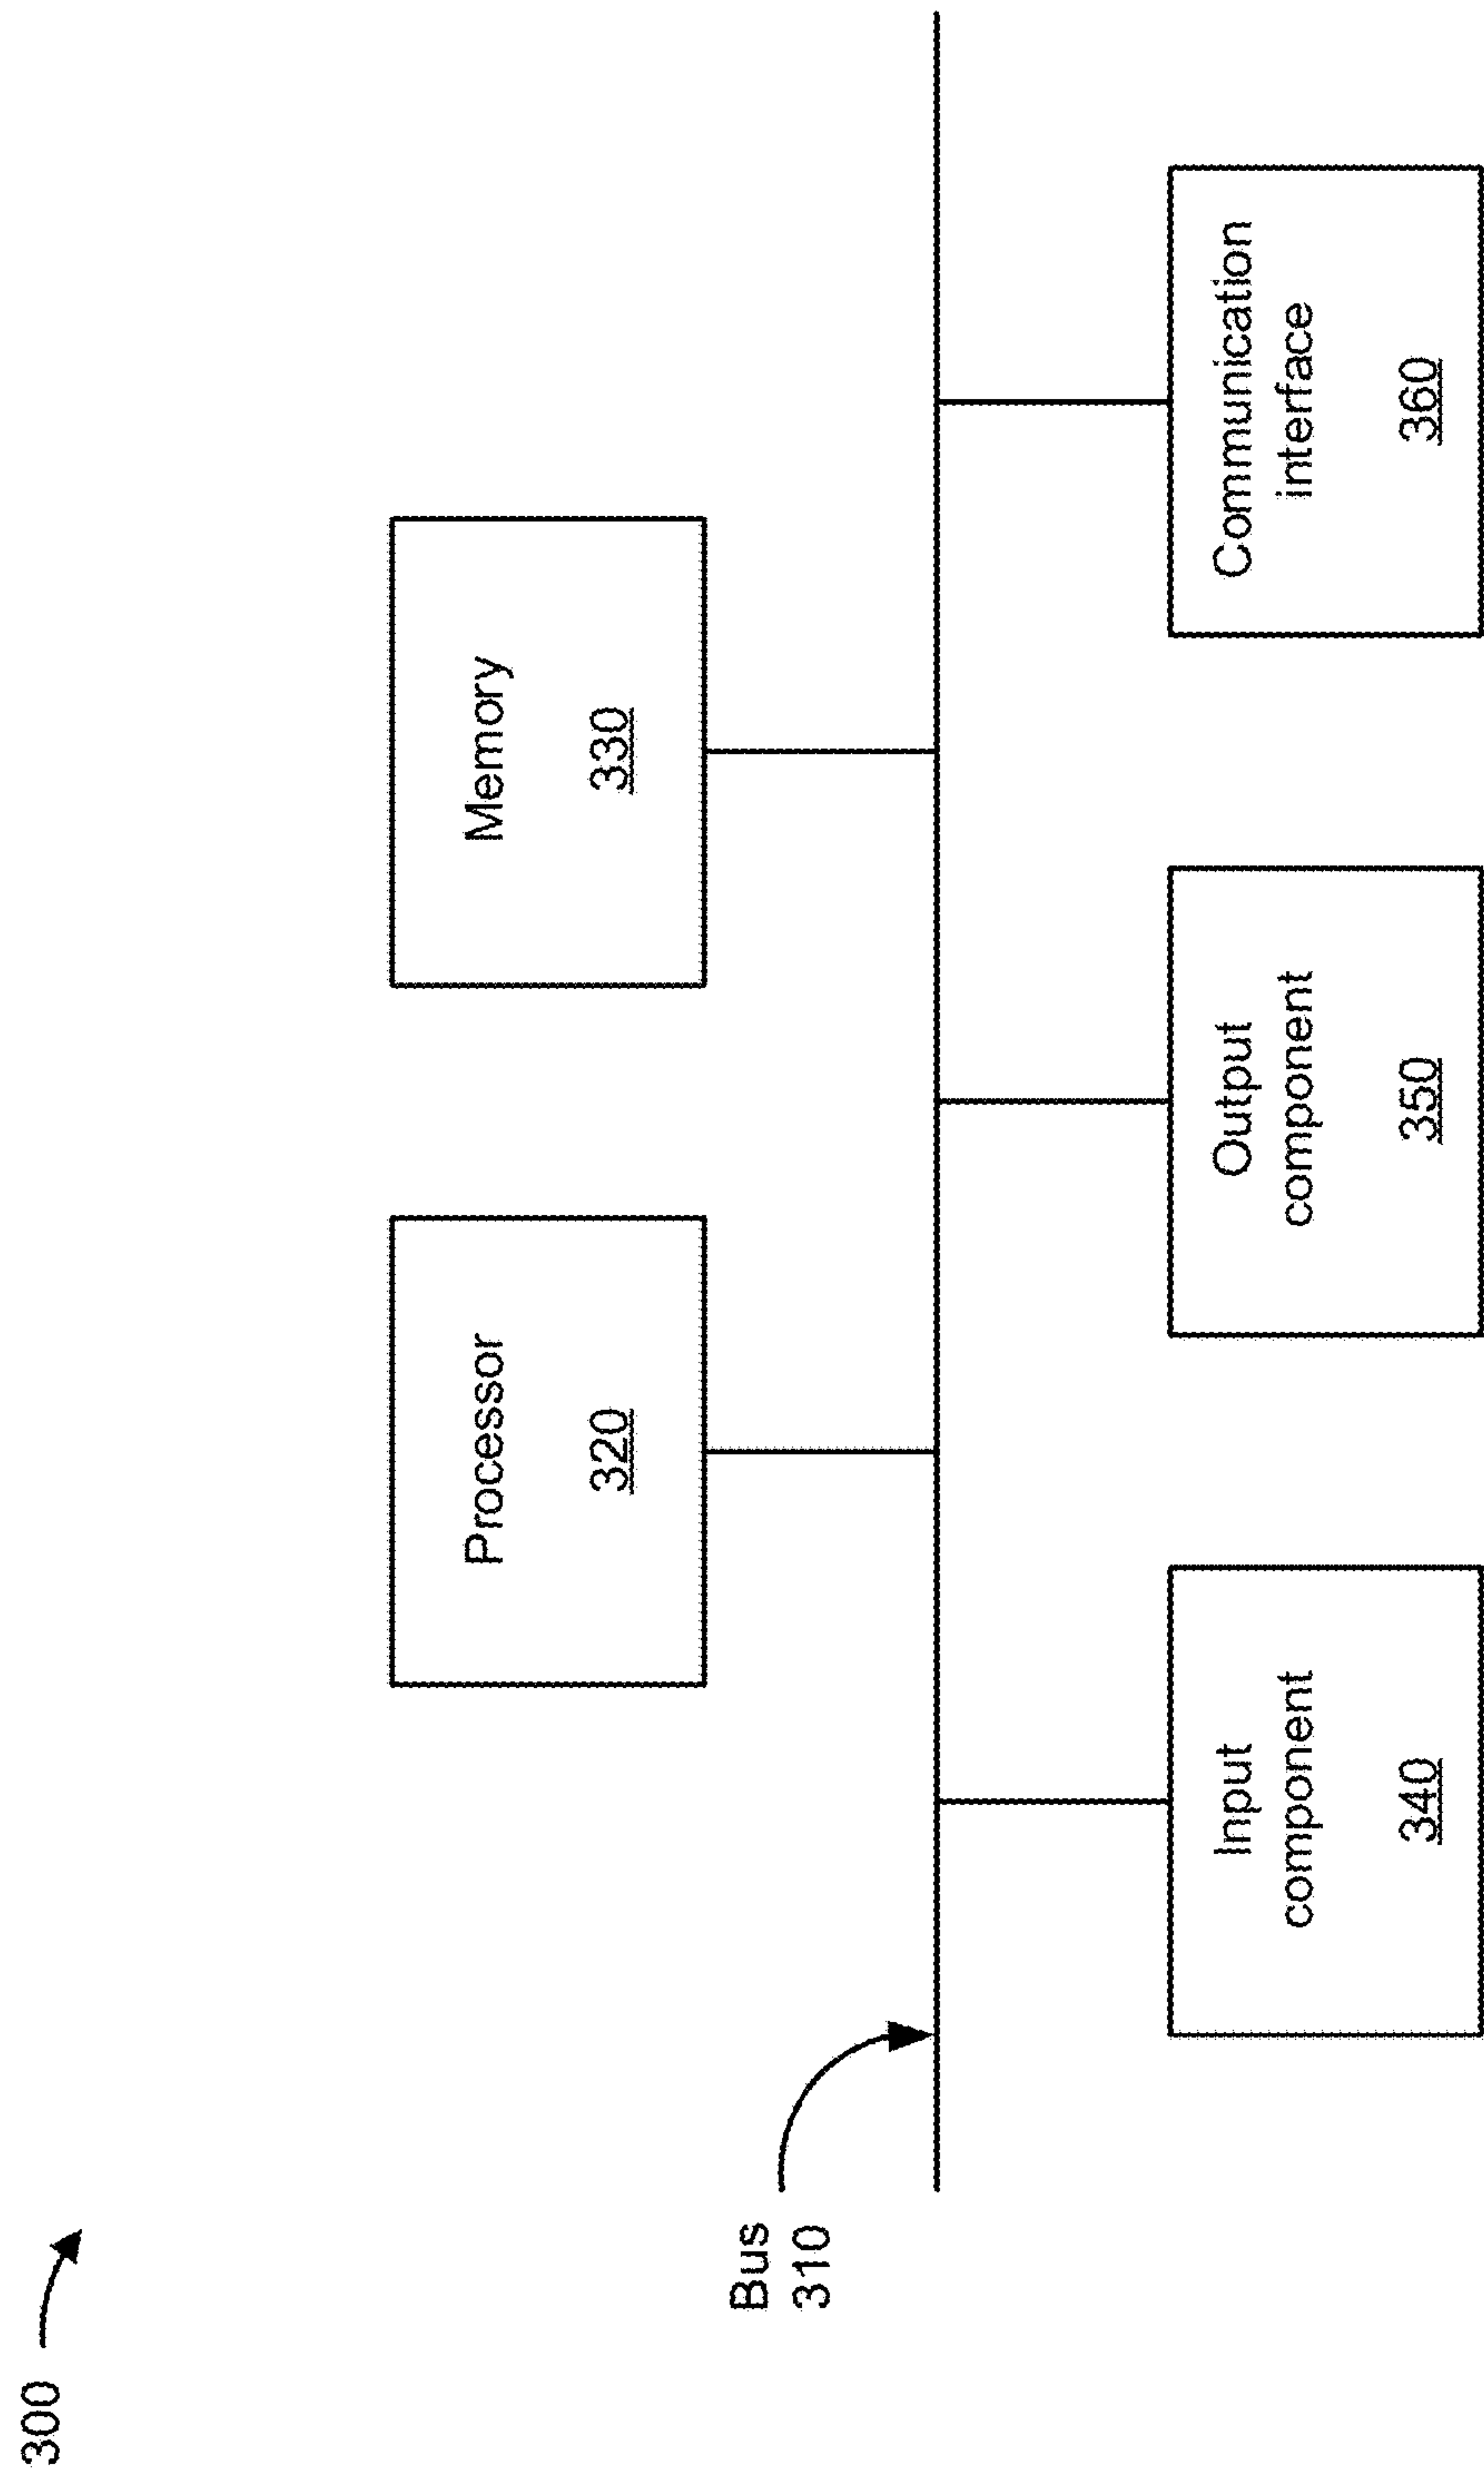 300
Processor
320
Memory
330
Bus
310
Input
component
340
Output
component
350
Communication
interface
360